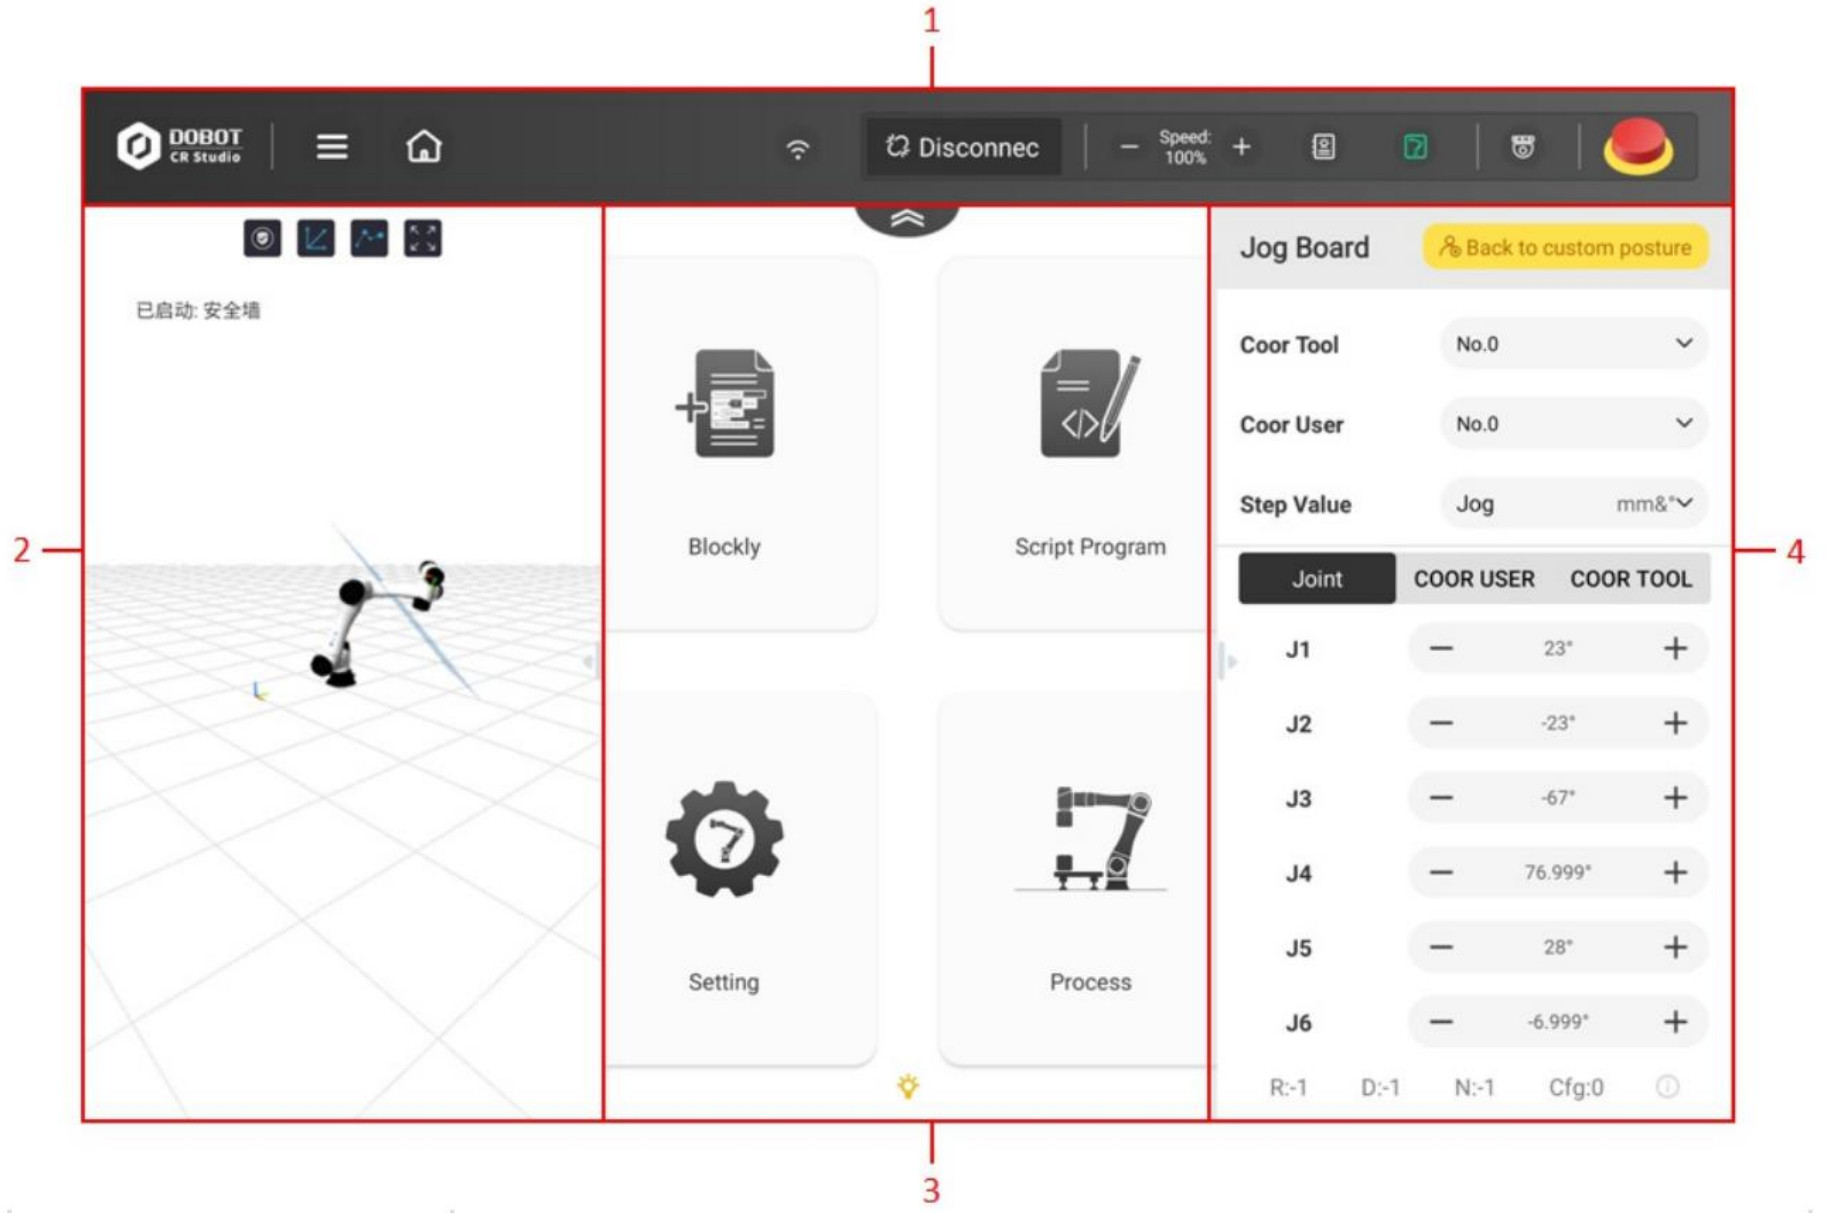 1
DOBOT
CR Studio
Disconnec
Speed:
100%
2
已启动: 安全墙
Blockly
Script Program
Setting
Process
3
Jog Board
Back to custom posture
Coor Tool No.0
Coor User No.0
Step Value Jog mm&°
Joint COOR USER COOR TOOL
J1 — 23° +
J2 — -23° +
J3 — -67° +
J4 — 76.999° +
J5 — 28° +
J6 — -6.999° +
R:-1 D:-1 N:-1 Cfg:0
4